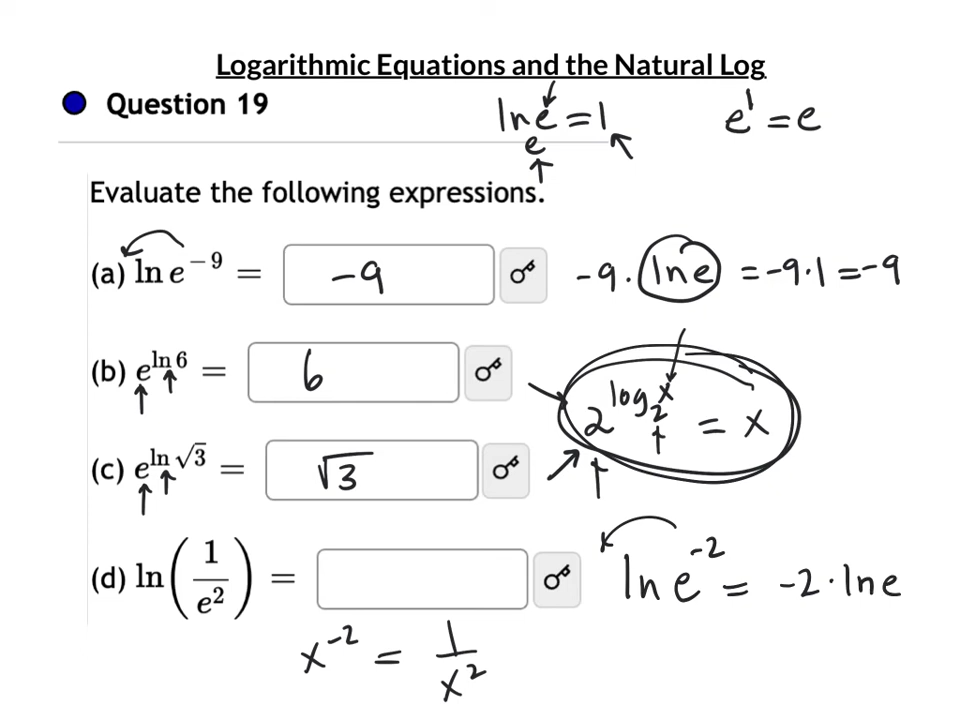 Logarithmic Equations and the Natural Log
Question 19
ln e = 1
e
e¹ = e
Evaluate the following expressions.
(a) ln e⁻⁹ = -9
-9 · ln e = -9 · 1 = -9
(b) e^(ln 6) = 6
2^(log₂ x) = x
(c) e^(ln √3) = √3
(d) ln(1/e²) =
ln e⁻² = -2 · ln e
x⁻² = 1/x²